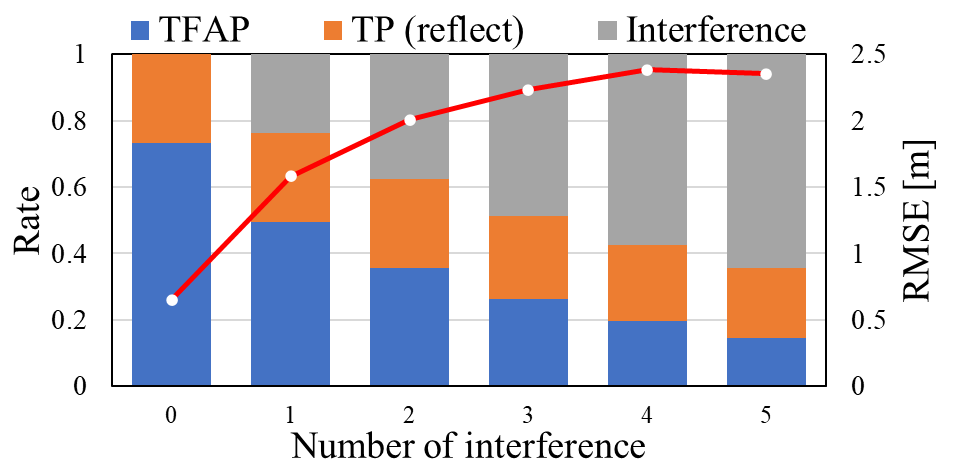 TFAP TP (reflect) Interference
1 2.5
0.8 2
0.6 1.5
0.4 1
0.2 0.5
0 0
Rate
RMSE [m]
0 1 2 3 4 5
Number of interference